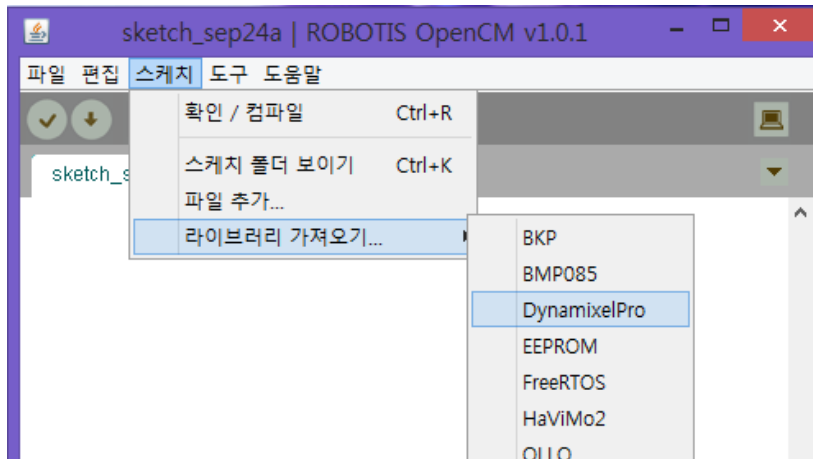 sketch_sep24a | ROBOTIS OpenCM v1.0.1
파일 편집 스케치 도구 도움말
확인 / 컴파일 Ctrl+R
sketch_s
스케치 폴더 보이기 Ctrl+K
파일 추가...
라이브러리 가져오기...
BKP
BMP085
DynamixelPro
EEPROM
FreeRTOS
HaViMo2
OLLO